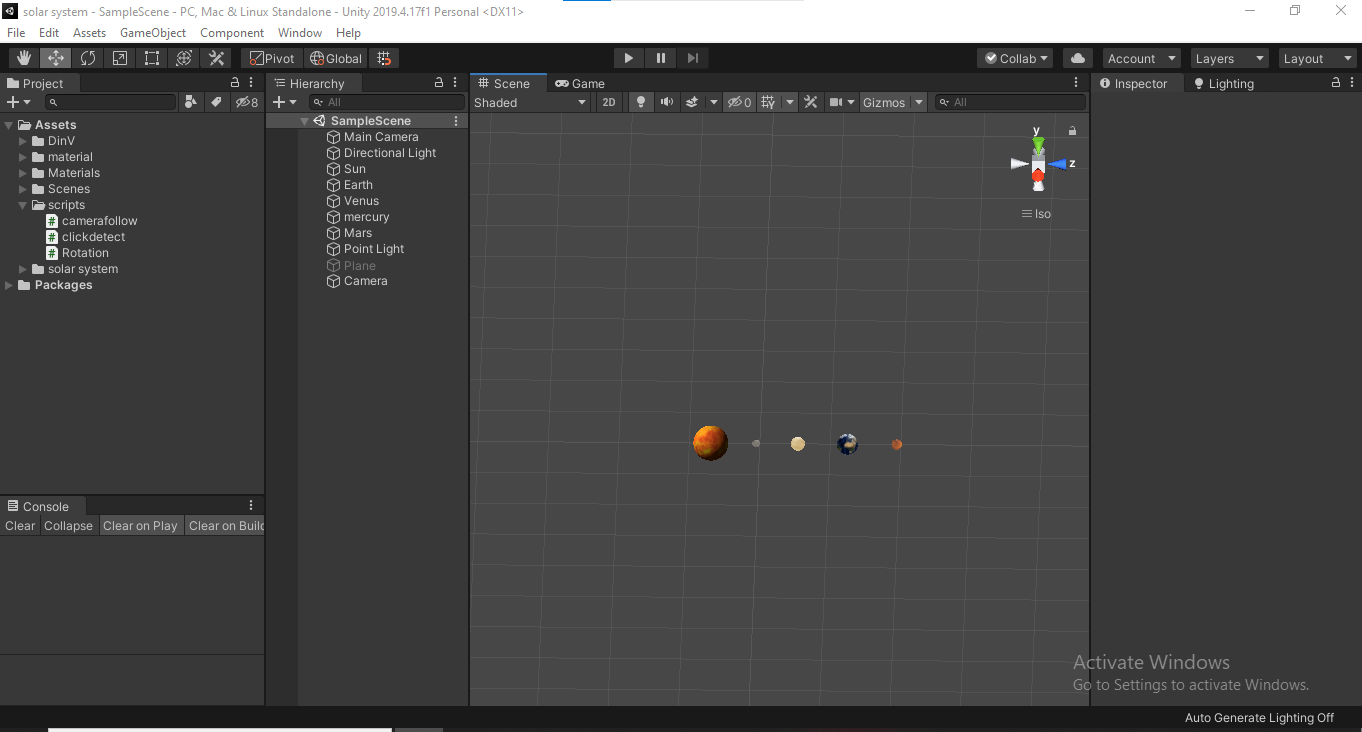 solar system - SampleScene - PC, Mac & Linux Standalone - Unity 2019.4.17f1 Personal <DX11>
File Edit Assets GameObject Component Window Help
Pivot Global Collab Account Layers Layout
Project Hierarchy Scene Game Inspector Lighting
8 All Shaded 2D 0 Gizmos All
Assets
DinV
material
Materials
Scenes
scripts
# camerafollow
# clickdetect
# Rotation
solar system
Packages
SampleScene
Main Camera
Directional Light
Sun
Earth
Venus
mercury
Mars
Point Light
Plane
Camera
y
z
Iso
Console
Clear Collapse Clear on Play Clear on Build
Activate Windows
Go to Settings to activate Windows.
Auto Generate Lighting Off